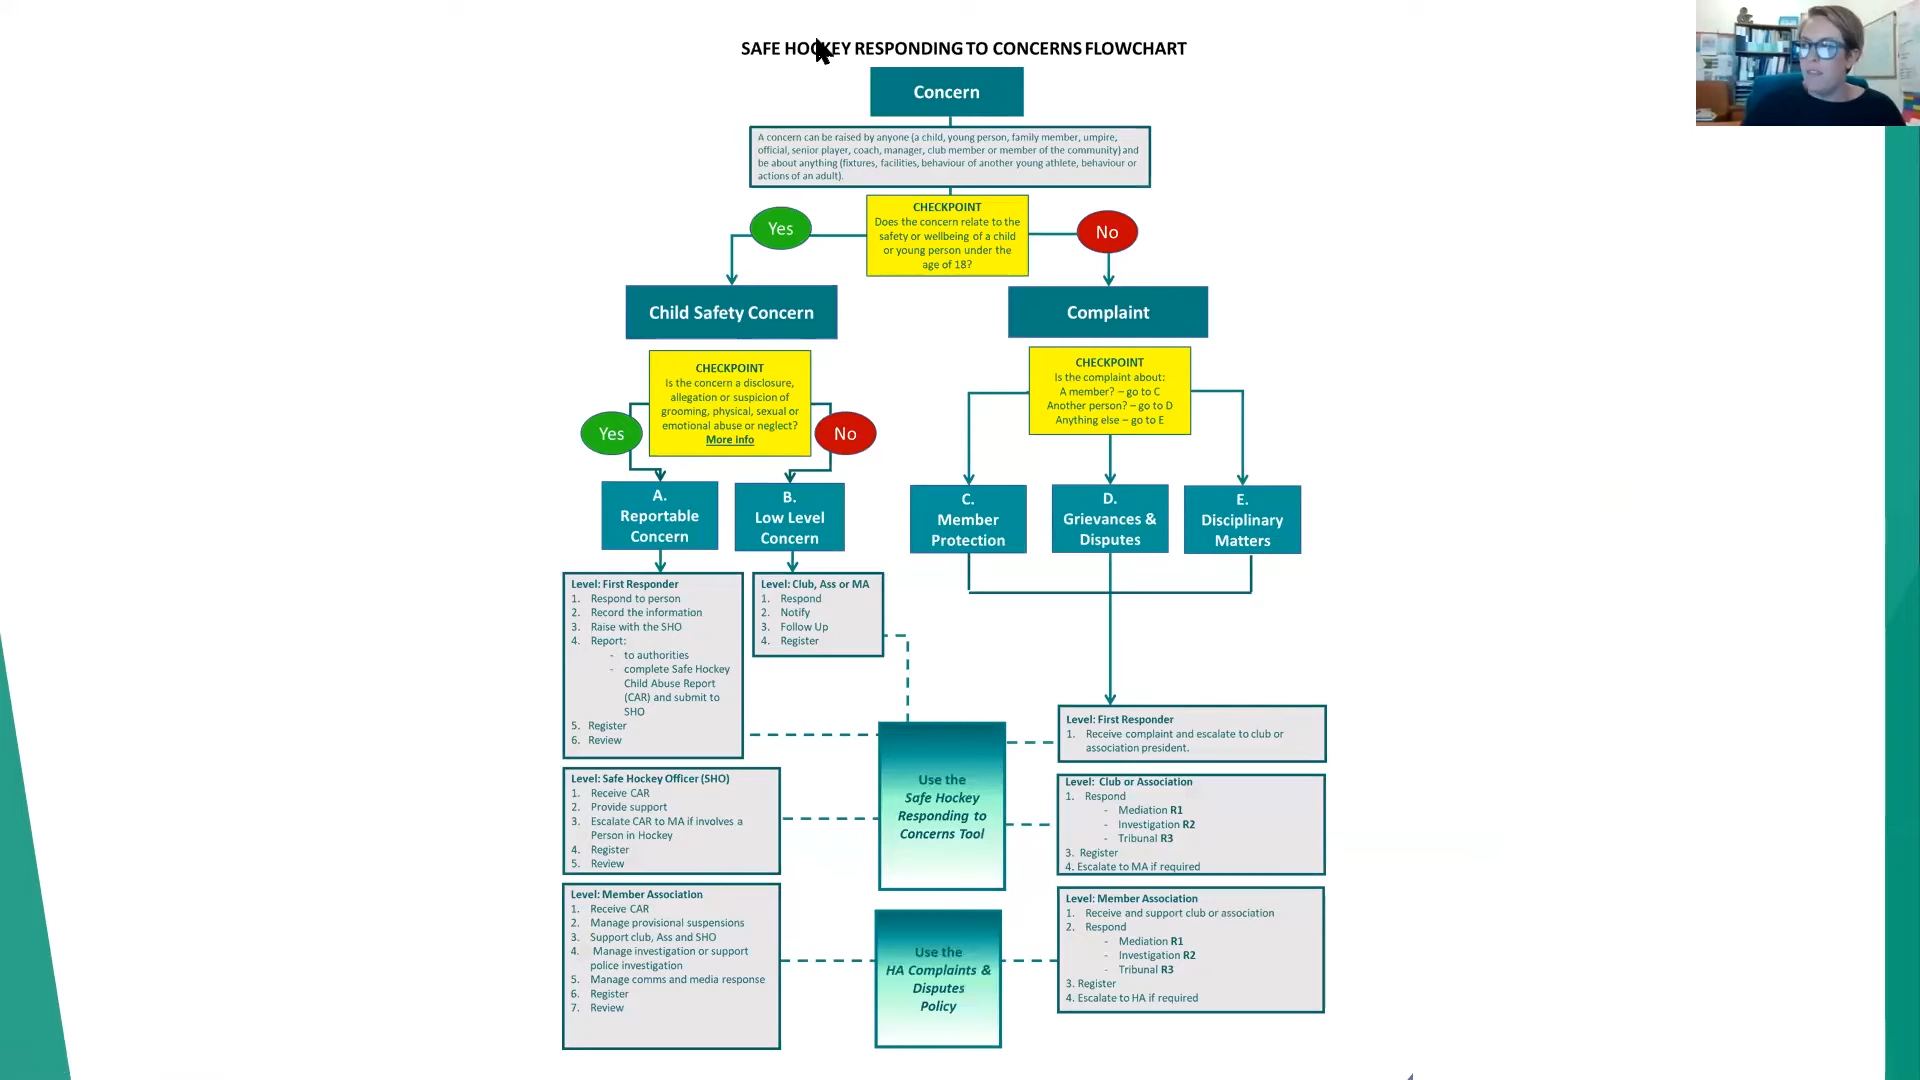 SAFE HOCKEY RESPONDING TO CONCERNS FLOWCHART
Concern
A concern can be raised by anyone (a child, young person, family member, umpire,
official, senior player, coach, manager, club member or member of the community) and
be about anything (fixtures, facilities, behaviour of another young athlete, behaviour or
actions of an adult).
CHECKPOINT
Does the concern relate to the
safety or wellbeing of a child
or young person under the
age of 18?
Yes
No
Child Safety Concern
Complaint
CHECKPOINT
Is the concern a disclosure,
allegation or suspicion of
grooming, physical, sexual or
emotional abuse or neglect?
More info
Yes
No
CHECKPOINT
Is the complaint about:
A member? – go to C
Another person? – go to D
Anything else – go to E
A.
Reportable
Concern
B.
Low Level
Concern
C.
Member
Protection
D.
Grievances &
Disputes
E.
Disciplinary
Matters
Level: First Responder
1. Respond to person
2. Record the information
3. Raise with the SHO
4. Report:
- to authorities
- complete Safe Hockey
Child Abuse Report
(CAR) and submit to
SHO
5. Register
6. Review
Level: Club, Ass or MA
1. Respond
2. Notify
3. Follow Up
4. Register
Level: Safe Hockey Officer (SHO)
1. Receive CAR
2. Provide support
3. Escalate CAR to MA if involves a
Person in Hockey
4. Register
5. Review
Level: Member Association
1. Receive CAR
2. Manage provisional suspensions
3. Support club, Ass and SHO
4. Manage investigation or support
police investigation
5. Manage comms and media response
6. Register
7. Review
Use the
Safe Hockey
Responding to
Concerns Tool
Use the
HA Complaints &
Disputes
Policy
Level: First Responder
1. Receive complaint and escalate to club or
association president.
Level: Club or Association
1. Respond
- Mediation R1
- Investigation R2
- Tribunal R3
3. Register
4. Escalate to MA if required
Level: Member Association
1. Receive and support club or association
2. Respond
- Mediation R1
- Investigation R2
- Tribunal R3
3. Register
4. Escalate to HA if required